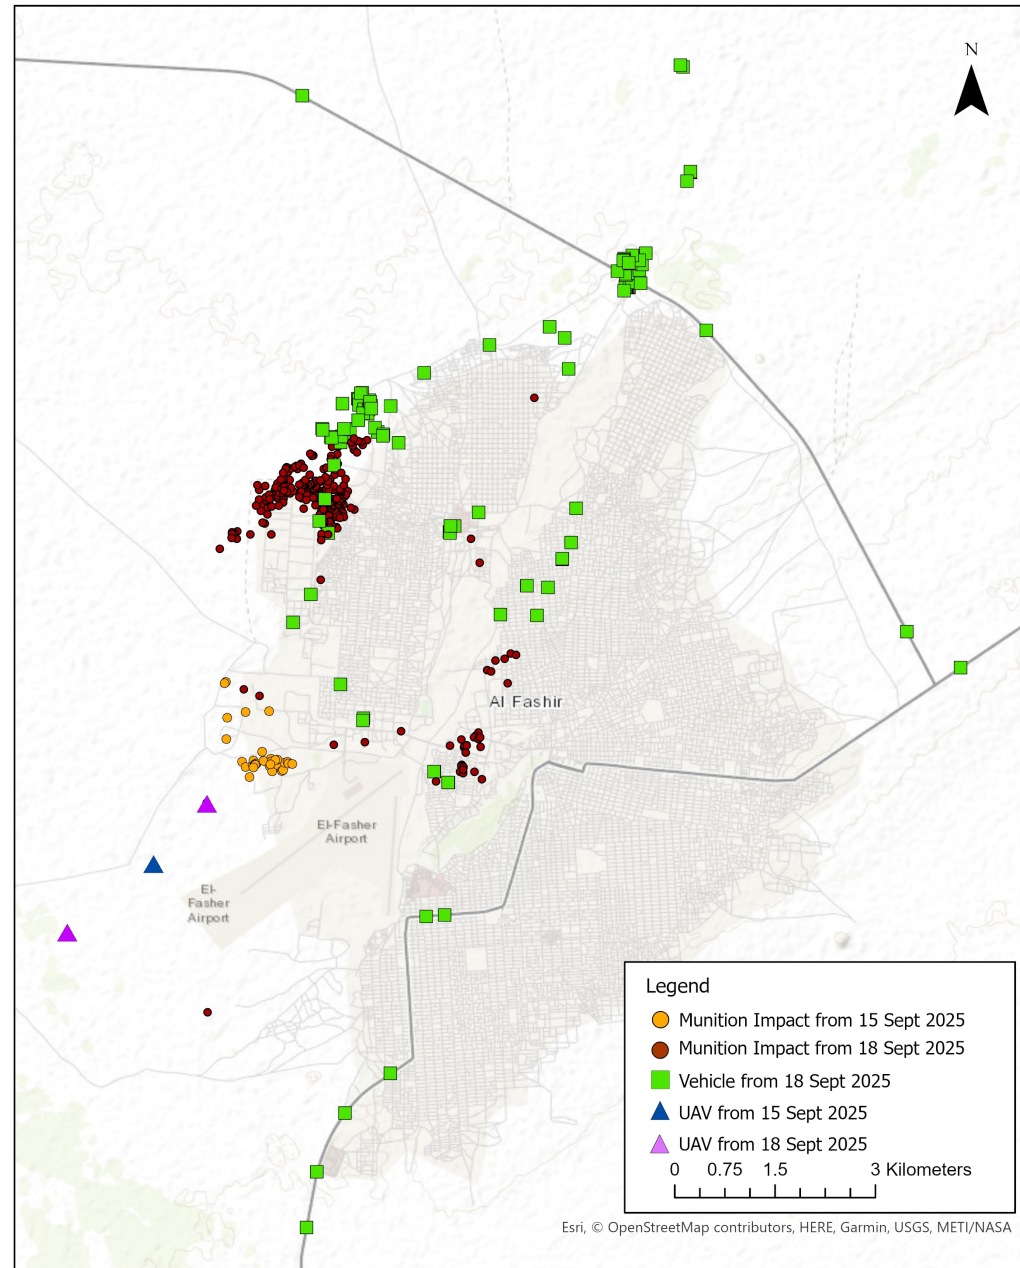 N
Al Fashir
El-Fasher
Airport
El-
Fasher
Airport
Legend
Munition Impact from 15 Sept 2025
Munition Impact from 18 Sept 2025
Vehicle from 18 Sept 2025
UAV from 15 Sept 2025
UAV from 18 Sept 2025
0 0.75 1.5 3 Kilometers
Esri, © OpenStreetMap contributors, HERE, Garmin, USGS, METI/NASA